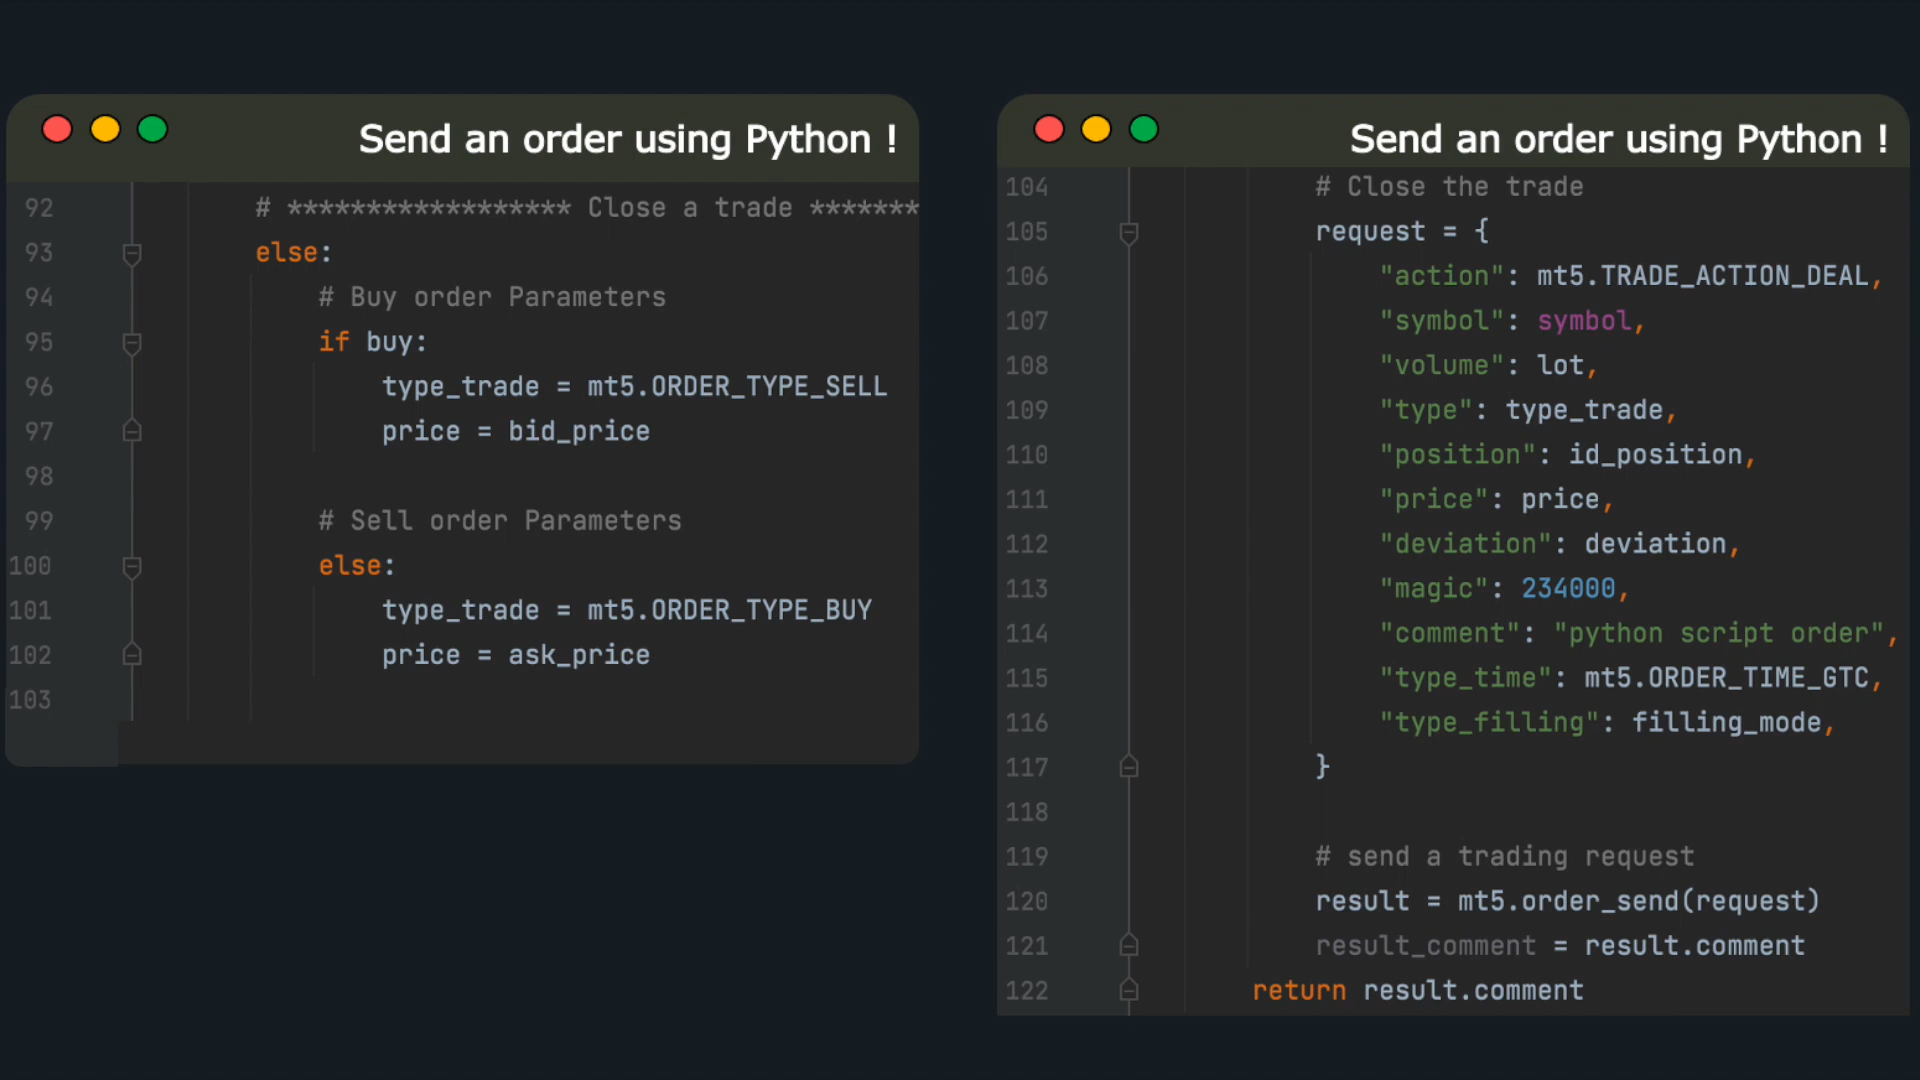 Send an order using Python !
92 # ****************** Close a trade *******
93 else:
94 # Buy order Parameters
95 if buy:
96 type_trade = mt5.ORDER_TYPE_SELL
97 price = bid_price
98
99 # Sell order Parameters
100 else:
101 type_trade = mt5.ORDER_TYPE_BUY
102 price = ask_price
103
Send an order using Python !
104 # Close the trade
105 request = {
106 "action": mt5.TRADE_ACTION_DEAL,
107 "symbol": symbol,
108 "volume": lot,
109 "type": type_trade,
110 "position": id_position,
111 "price": price,
112 "deviation": deviation,
113 "magic": 234000,
114 "comment": "python script order",
115 "type_time": mt5.ORDER_TIME_GTC,
116 "type_filling": filling_mode,
117 }
118
119 # send a trading request
120 result = mt5.order_send(request)
121 result_comment = result.comment
122 return result.comment